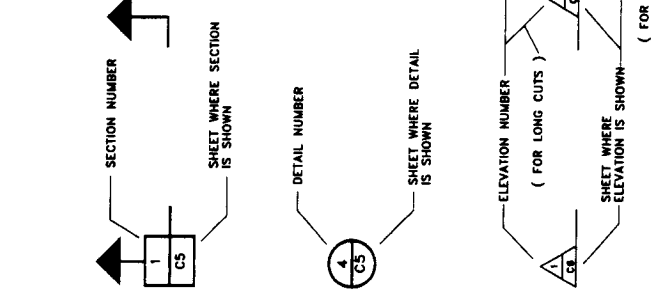 SECTION NUMBER
1
C5
SHEET WHERE SECTION
IS SHOWN
DETAIL NUMBER
4
C5
SHEET WHERE DETAIL
IS SHOWN
ELEVATION NUMBER
( FOR LONG CUTS )
1
SHEET WHERE
ELEVATION IS SHOWN
( FOR